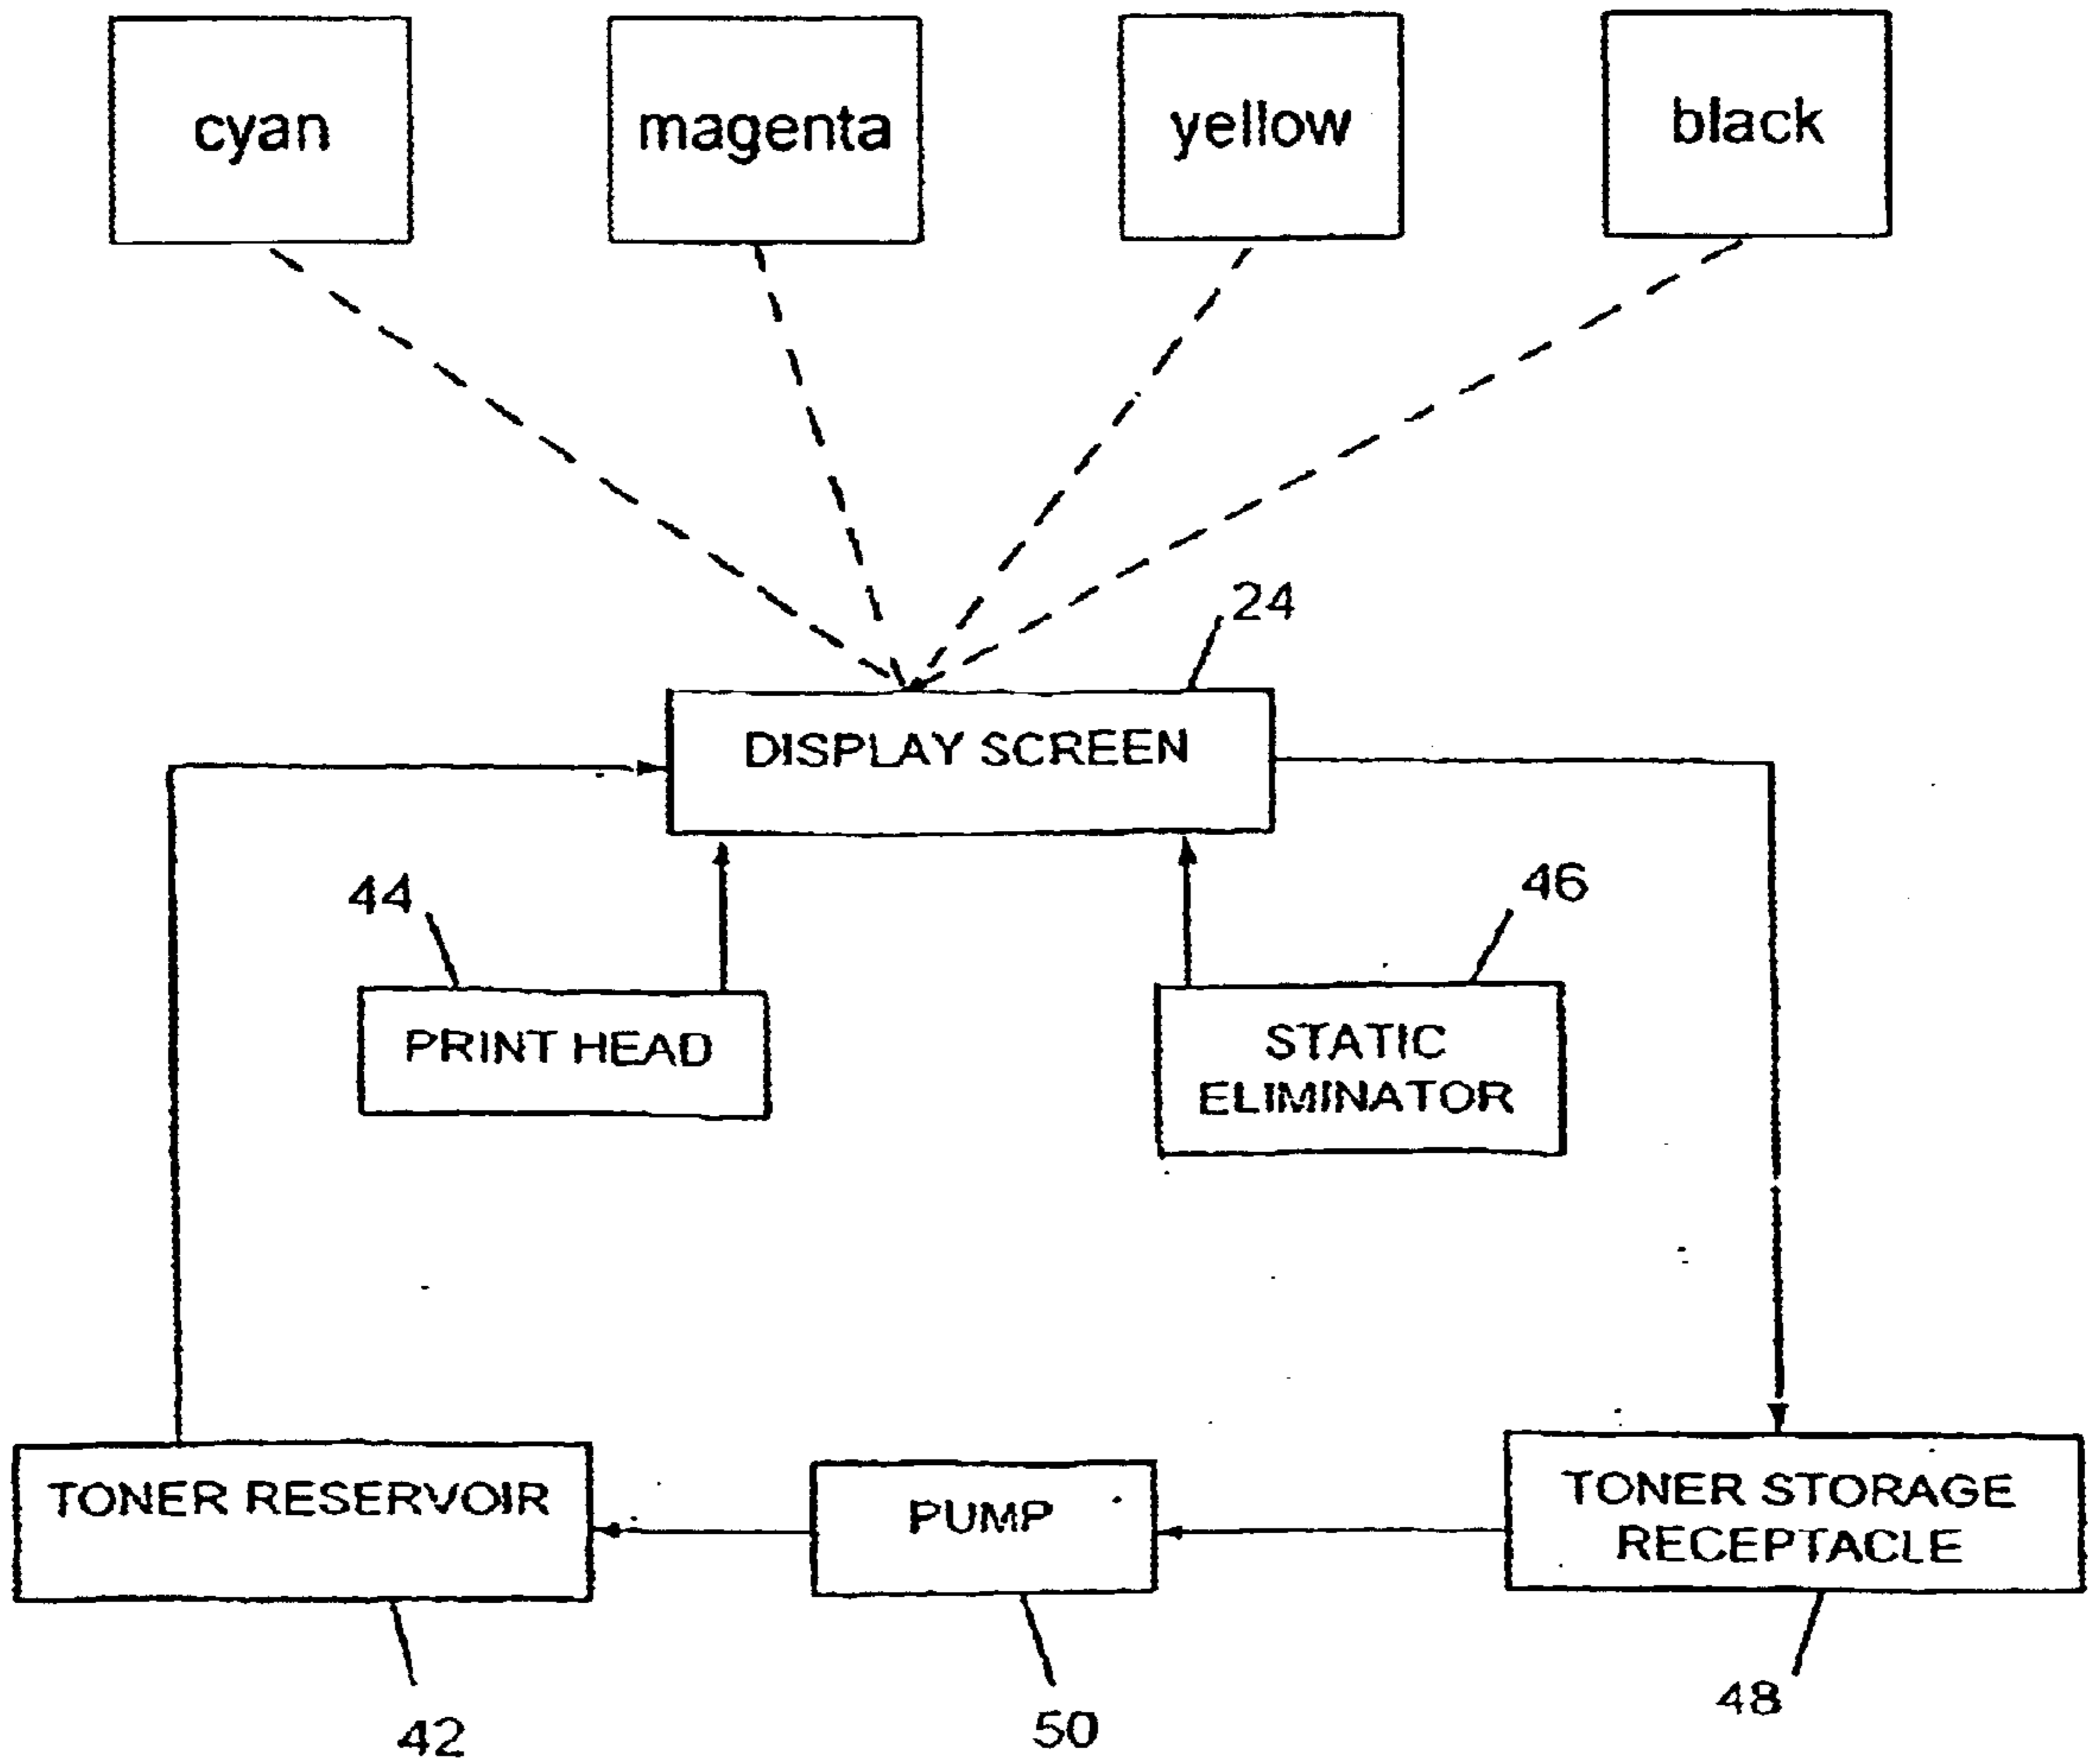 cyan
magenta
yellow
black
24
DISPLAY SCREEN
44
46
PRINT HEAD
STATIC
ELIMINATOR
TONER RESERVOIR
PUMP
TONER STORAGE
RECEPTACLE
42
50
48